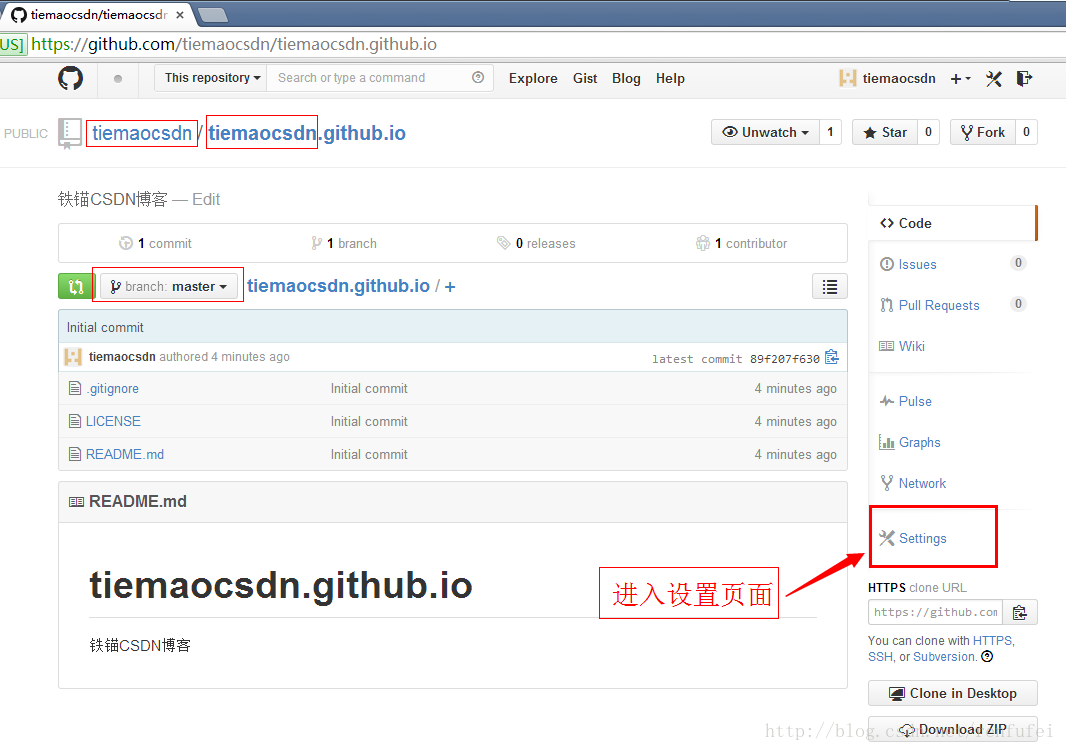 tiemaocsdn/tiemaocsdn
US] https://github.com/tiemaocsdn/tiemaocsdn.github.io
This repository Search or type a command Explore Gist Blog Help tiemaocsdn
PUBLIC tiemaocsdn / tiemaocsdn.github.io Unwatch 1 Star 0 Fork 0
铁锚CSDN博客 — Edit
1 commit 1 branch 0 releases 1 contributor
branch: master tiemaocsdn.github.io / +
Initial commit
tiemaocsdn authored 4 minutes ago latest commit 89f207f630
.gitignore Initial commit 4 minutes ago
LICENSE Initial commit 4 minutes ago
README.md Initial commit 4 minutes ago
README.md
tiemaocsdn.github.io
铁锚CSDN博客
进入设置页面
Code
Issues 0
Pull Requests 0
Wiki
Pulse
Graphs
Network
Settings
HTTPS clone URL
https://github.com
You can clone with HTTPS,
SSH, or Subversion.
Clone in Desktop
Download ZIP
http://blog.csdn.net/renfufei